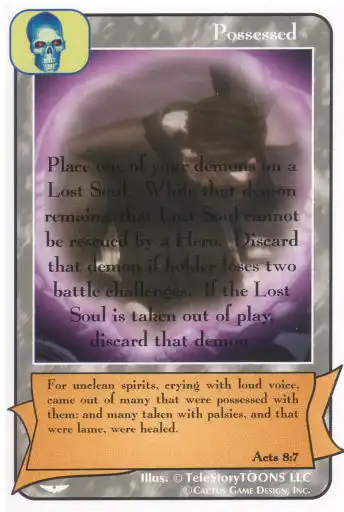 Possessed
Place one of your demons on a
Lost Soul. While that demon
remains that Lost Soul cannot
be rescued by a Hero. Discard
that demon if holder loses two
battle challenges. If the Lost
Soul is taken out of play,
discard that demon.
For unclean spirits, crying with loud voice,
came out of many that were possessed with
them: and many taken with palsies, and that
were lame, were healed.
Acts 8:7
Illus. © TeleStoryTOONS LLC
© Cactus Game Design, Inc.